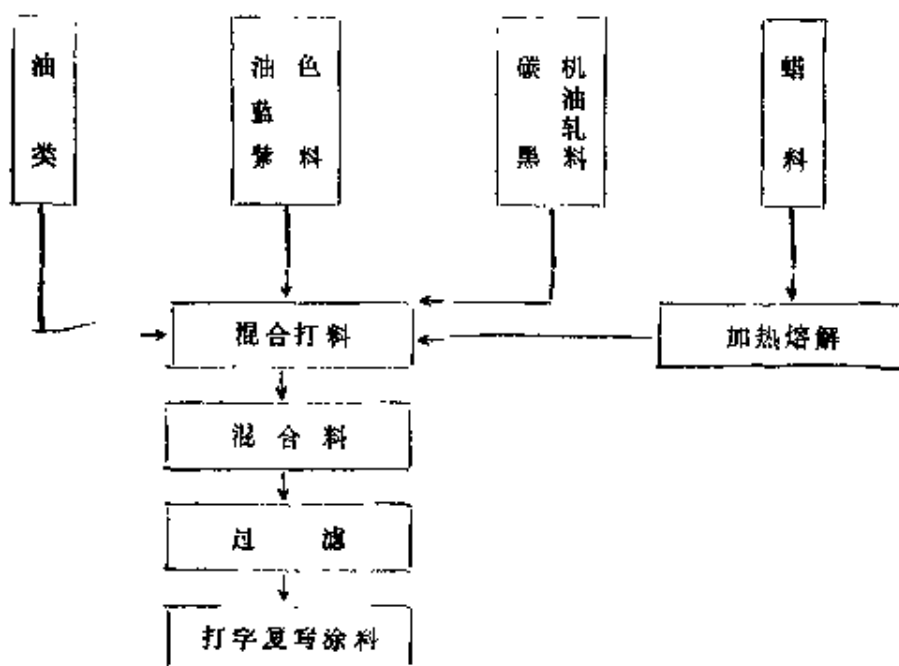 油类
油蓝紫色料
碳黑机油轧料
蜡料
混合打料
加热熔解
混合料
过滤
打字复写涂料